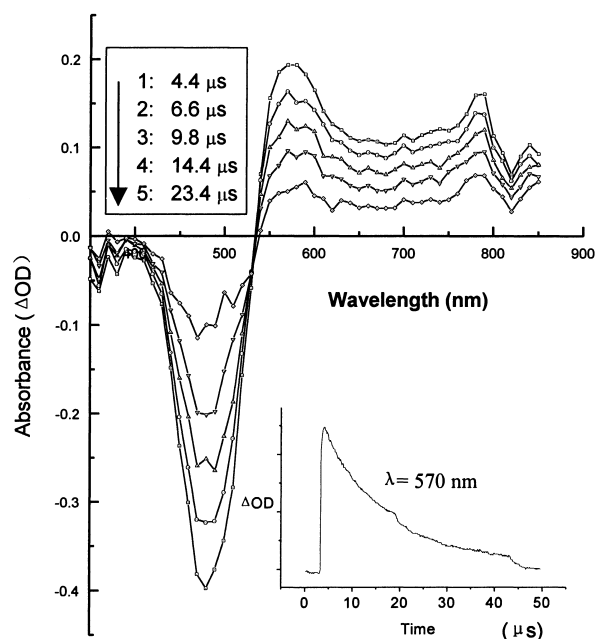 0.2
0.1
0.0
-0.1
-0.2
-0.3
-0.4
Absorbance (ΔOD)
1: 4.4 μs
2: 6.6 μs
3: 9.8 μs
4: 14.4 μs
5: 23.4 μs
400 500 600 700 800 900
Wavelength (nm)
ΔOD
λ= 570 nm
0 10 20 30 40 50
Time (μs)